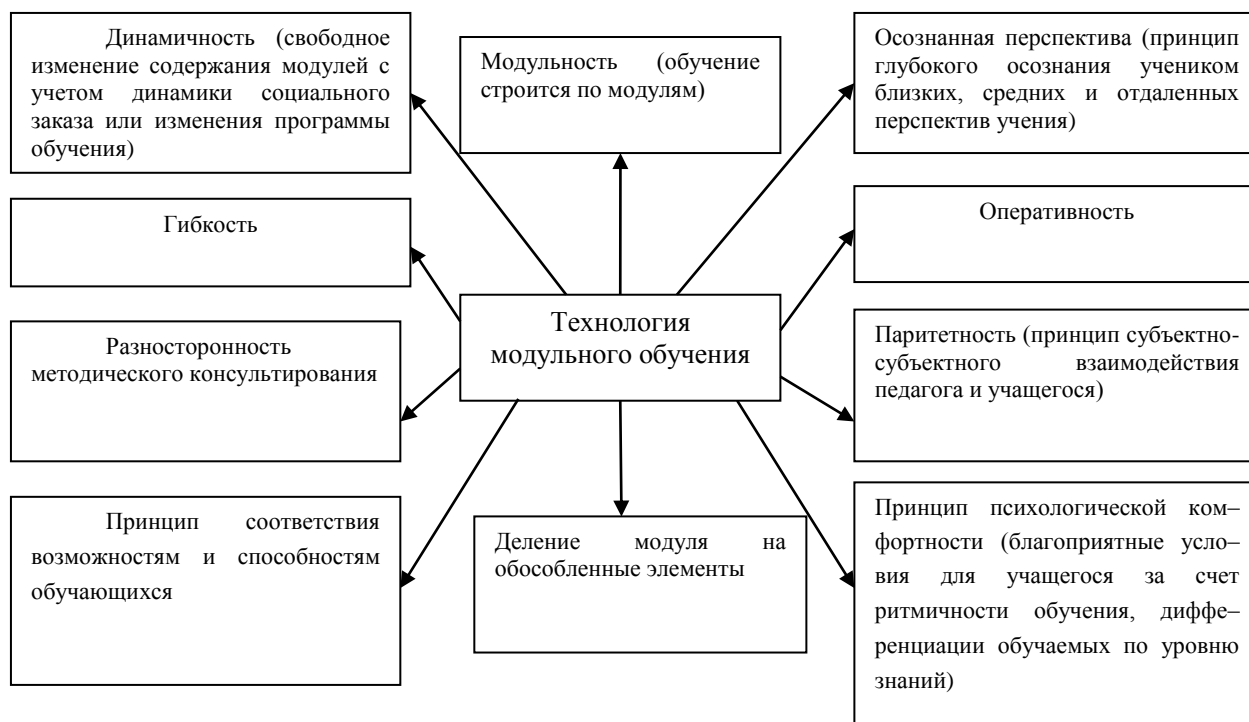 Динамичность (свободное
изменение содержания модулей с
учетом динамики социального
заказа или изменения программы
обучения)
Модульность (обучение
строится по модулям)
Осознанная перспектива (принцип
глубокого осознания учеником
близких, средних и отдаленных
перспектив учения)
Гибкость
Оперативность
Технология
модульного обучения
Разносторонность
методического консультирования
Паритетность (принцип субъектно-
субъектного взаимодействия
педагога и учащегося)
Принцип соответствия
возможностям и способностям
обучающихся
Деление модуля на
обособленные элементы
Принцип психологической ком–
фортности (благоприятные усло–
вия для учащегося за счет
ритмичности обучения, диффе–
ренциации обучаемых по уровню
знаний)